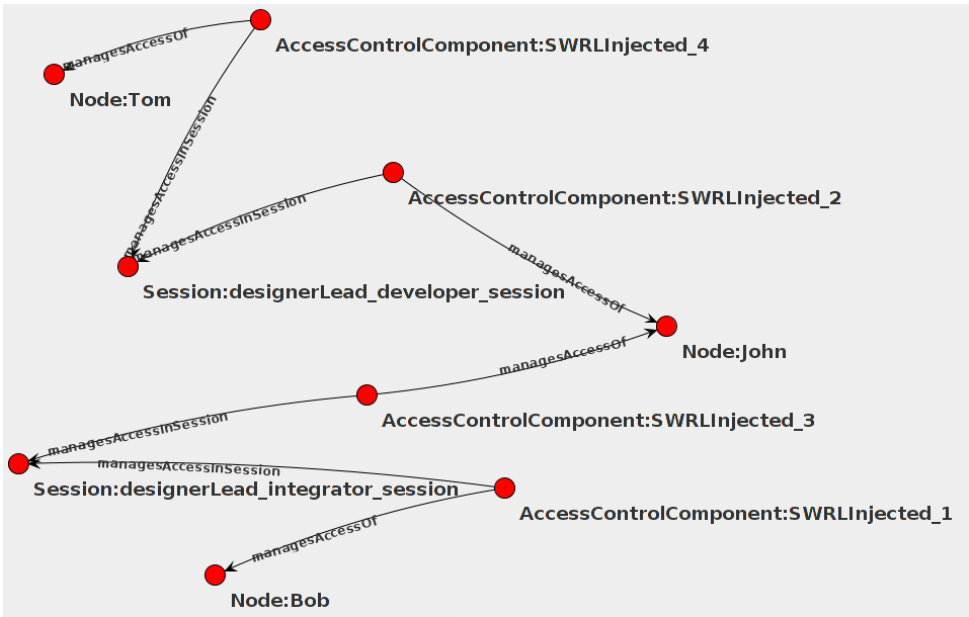 managesAccessOf
AccessControlComponent:SWRLInjected_4
Node:Tom
managesAccessInSession
AccessControlComponent:SWRLInjected_2
managesAccessInSession
managesAccessOf
Session:designerLead_developer_session
Node:John
managesAccessOf
AccessControlComponent:SWRLInjected_3
managesAccessInSession
managesAccessInSession
Session:designerLead_integrator_session
AccessControlComponent:SWRLInjected_1
managesAccessOf
Node:Bob